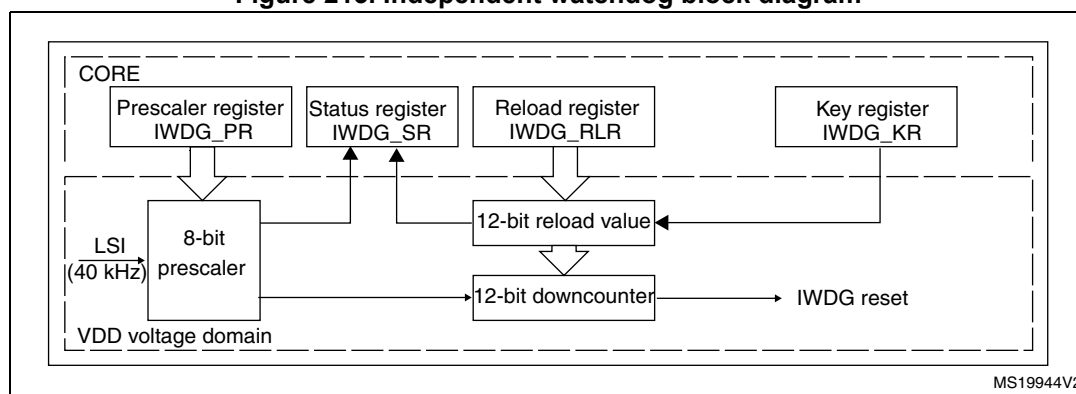 Figure 213. Independent watchdog block diagram
CORE
Prescaler register
IWDG_PR
Status register
IWDG_SR
Reload register
IWDG_RLR
Key register
IWDG_KR
LSI
(40 kHz)
8-bit
prescaler
12-bit reload value
12-bit downcounter
IWDG reset
VDD voltage domain
MS19944V2